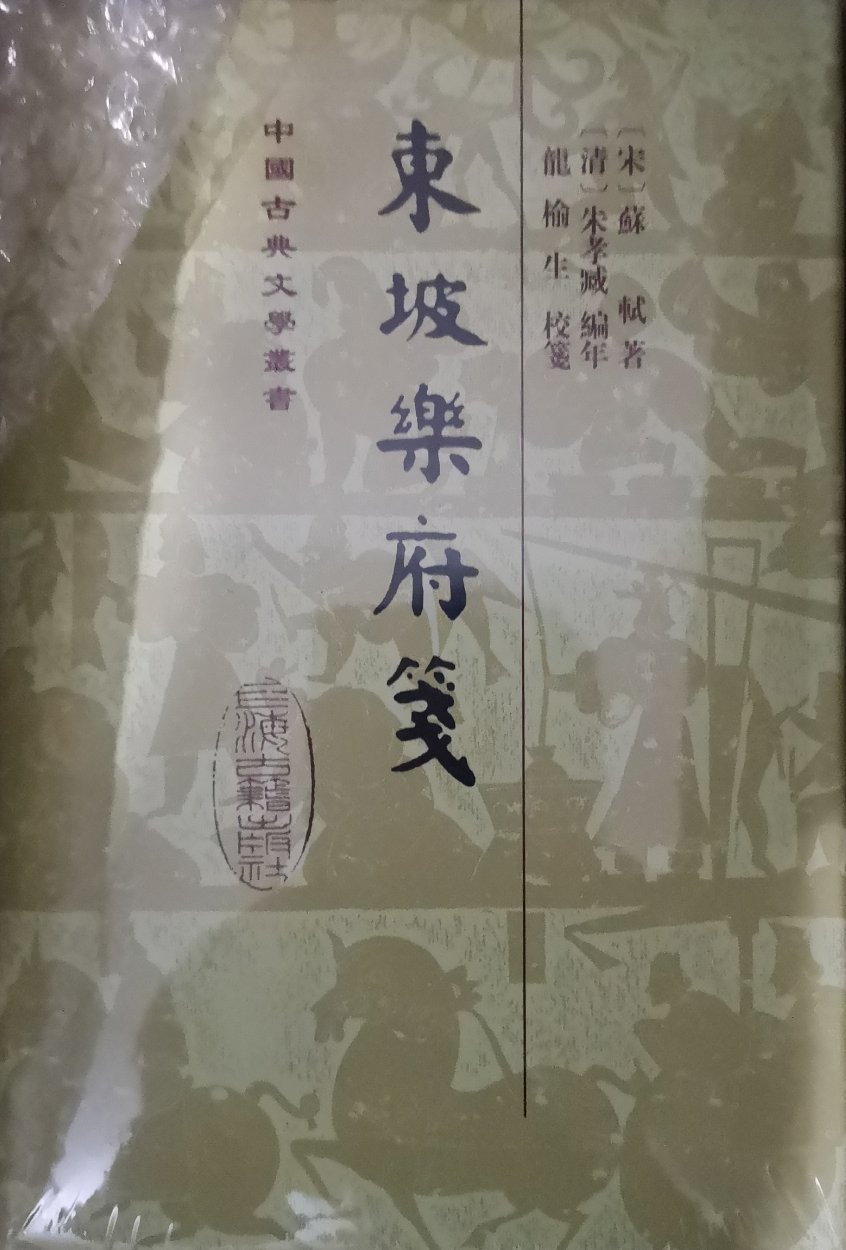 〔宋〕蘇 軾 著
〔清〕朱孝臧 編年
龍榆生 校箋
東坡樂府箋
中國古典文學叢書
上海古籍出版社